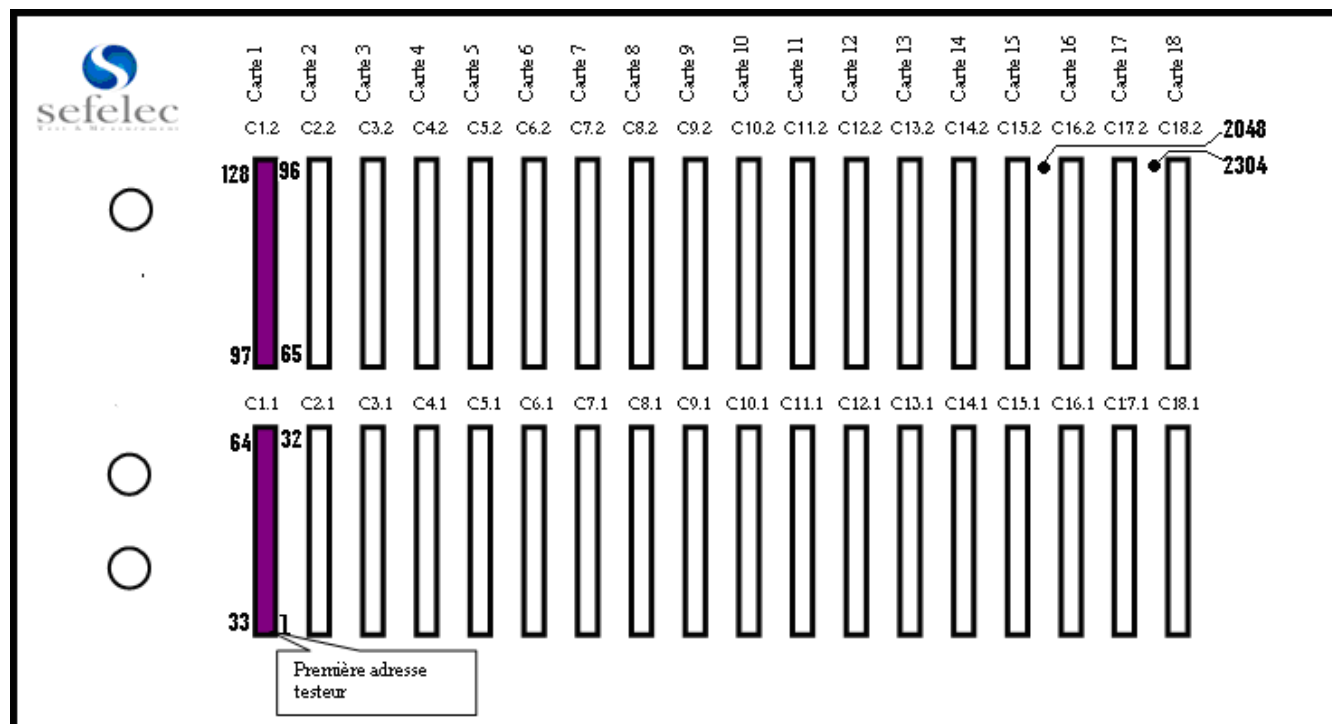 sefelec
Test & Measurement
Carte 1 Carte 2 Carte 3 Carte 4 Carte 5 Carte 6 Carte 7 Carte 8 Carte 9 Carte 10 Carte 11 Carte 12 Carte 13 Carte 14 Carte 15 Carte 16 Carte 17 Carte 18
C1.2 C2.2 C3.2 C4.2 C5.2 C6.2 C7.2 C8.2 C9.2 C10.2 C11.2 C12.2 C13.2 C14.2 C15.2 C16.2 C17.2 C18.2
2048
128 96
2304
97 65
C1.1 C2.1 C3.1 C4.1 C5.1 C6.1 C7.1 C8.1 C9.1 C10.1 C11.1 C12.1 C13.1 C14.1 C15.1 C16.1 C17.1 C18.1
64 32
33 1
Première adresse
testeur